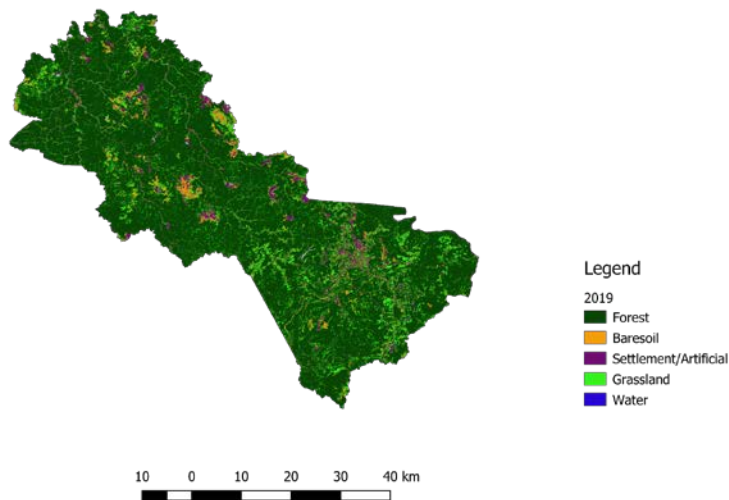 Legend
2019
Forest
Baresoil
Settlement/Artificial
Grassland
Water
10 0 10 20 30 40 km